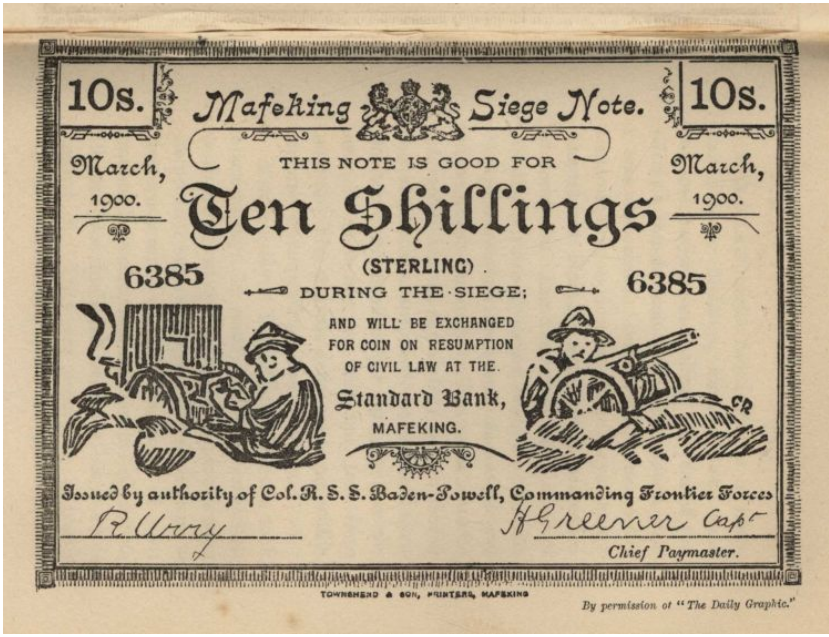 10s. Mafeking Siege Note. 10s.
March, 1900. THIS NOTE IS GOOD FOR March, 1900.
Ten Shillings
(STERLING).
6385 DURING THE SIEGE; 6385
AND WILL BE EXCHANGED
FOR COIN ON RESUMPTION
OF CIVIL LAW AT THE.
Standard Bank,
MAFEKING.
Issued by authority of Col. R. S. S. Baden-Powell, Commanding Frontier Forces
R. Urry H Greener Capt
Chief Paymaster.
TOWNSHEND & SON, PRINTERS, MAFEKING
By permission of "The Daily Graphic."